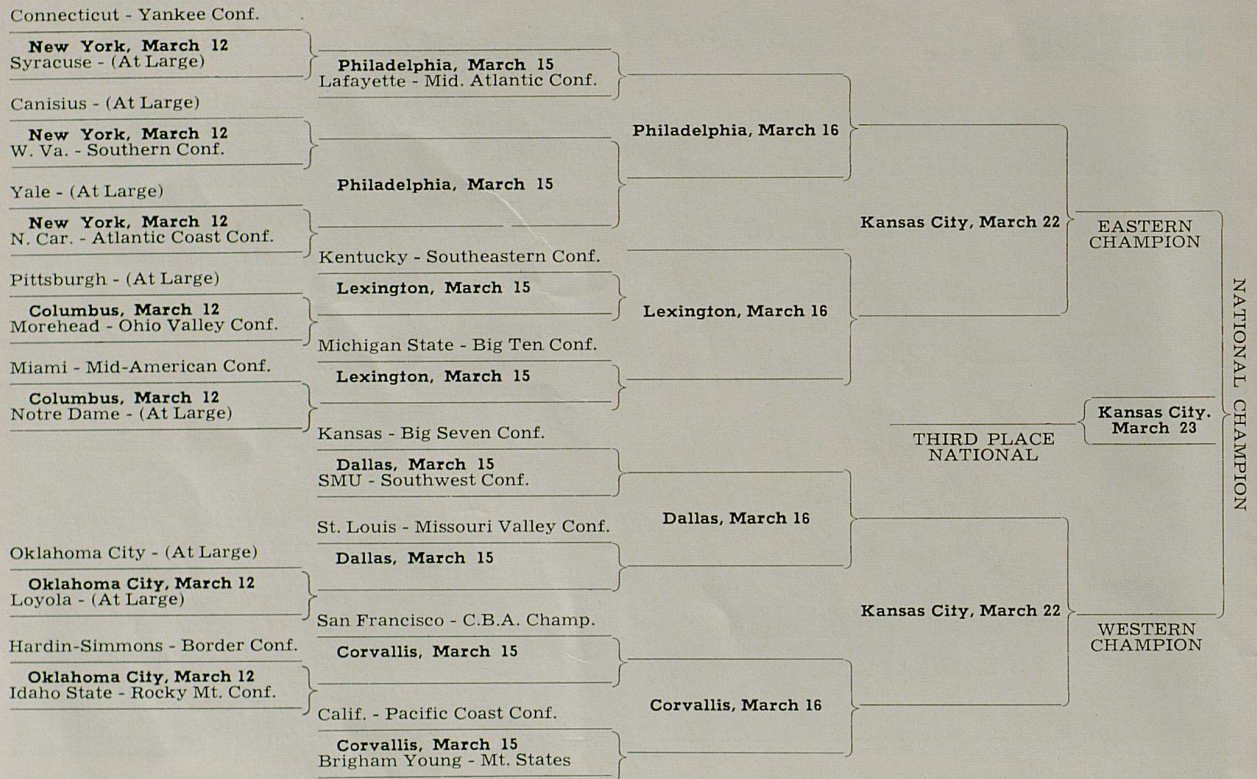 Connecticut - Yankee Conf.
New York, March 12
Syracuse - (At Large)
Canisius - (At Large)
New York, March 12
W. Va. - Southern Conf.
Yale - (At Large)
New York, March 12
N. Car. - Atlantic Coast Conf.
Pittsburgh - (At Large)
Columbus, March 12
Morehead - Ohio Valley Conf.
Miami - Mid-American Conf.
Columbus, March 12
Notre Dame - (At Large)
Oklahoma City - (At Large)
Oklahoma City, March 12
Loyola - (At Large)
Hardin-Simmons - Border Conf.
Oklahoma City, March 12
Idaho State - Rocky Mt. Conf.
Philadelphia, March 15
Lafayette - Mid. Atlantic Conf.
Philadelphia, March 15
Kentucky - Southeastern Conf.
Lexington, March 15
Michigan State - Big Ten Conf.
Lexington, March 15
Kansas - Big Seven Conf.
Dallas, March 15
SMU - Southwest Conf.
St. Louis - Missouri Valley Conf.
Dallas, March 15
San Francisco - C.B.A. Champ.
Corvallis, March 15
Calif. - Pacific Coast Conf.
Corvallis, March 15
Brigham Young - Mt. States
Philadelphia, March 16
Lexington, March 16
Dallas, March 16
Corvallis, March 16
Kansas City, March 22
Kansas City, March 22
EASTERN
CHAMPION
THIRD PLACE
NATIONAL
Kansas City.
March 23
WESTERN
CHAMPION
NATIONAL CHAMPION